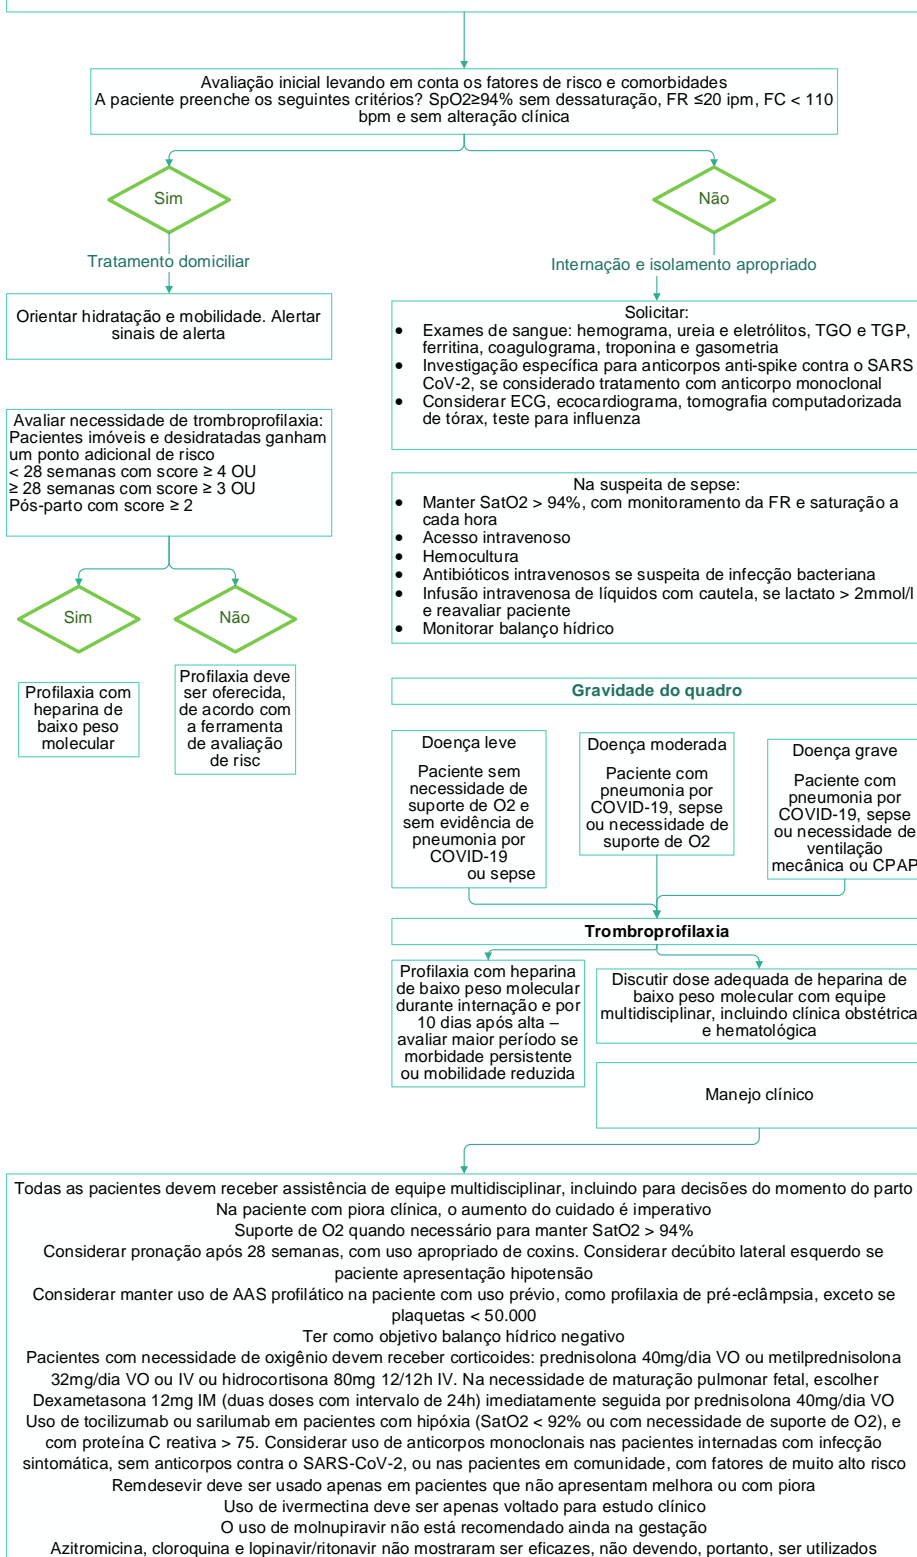 Avaliação inicial levando em conta os fatores de risco e comorbidades
A paciente preenche os seguintes critérios? SpO2≥94% sem dessaturação, FR ≤20 ipm, FC < 110
bpm e sem alteração clínica
Sim
Não
Tratamento domiciliar
Internação e isolamento apropriado
Orientar hidratação e mobilidade. Alertar
sinais de alerta
Solicitar:
• Exames de sangue: hemograma, ureia e eletrólitos, TGO e TGP,
ferritina, coagulograma, troponina e gasometria
• Investigação específica para anticorpos anti-spike contra o SARS
CoV-2, se considerado tratamento com anticorpo monoclonal
• Considerar ECG, ecocardiograma, tomografia computadorizada
de tórax, teste para influenza
Avaliar necessidade de tromboprofilaxia:
Pacientes imóveis e desidratadas ganham
um ponto adicional de risco
< 28 semanas com score ≥ 4 OU
≥ 28 semanas com score ≥ 3 OU
Pós-parto com score ≥ 2
Na suspeita de sepse:
• Manter SatO2 > 94%, com monitoramento da FR e saturação a
cada hora
• Acesso intravenoso
• Hemocultura
• Antibióticos intravenosos se suspeita de infecção bacteriana
• Infusão intravenosa de líquidos com cautela, se lactato > 2mmol/l
e reavaliar paciente
• Monitorar balanço hídrico
Sim
Não
Profilaxia com
heparina de
baixo peso
molecular
Profilaxia deve
ser oferecida,
de acordo com
a ferramenta
de avaliação
de risc
Gravidade do quadro
Doença leve
Paciente sem
necessidade de
suporte de O2 e
sem evidência de
pneumonia por
COVID-19
ou sepse
Doença moderada
Paciente com
pneumonia por
COVID-19, sepse
ou necessidade de
suporte de O2
Doença grave
Paciente com
pneumonia por
COVID-19, sepse
ou necessidade de
ventilação
mecânica ou CPAP
Trombroprofilaxia
Profilaxia com heparina
de baixo peso molecular
durante internação e por
10 dias após alta –
avaliar maior período se
morbidade persistente
ou mobilidade reduzida
Discutir dose adequada de heparina de
baixo peso molecular com equipe
multidisciplinar, incluindo clínica obstétrica
e hematológica
Manejo clínico
Todas as pacientes devem receber assistência de equipe multidisciplinar, incluindo para decisões do momento do parto
Na paciente com piora clínica, o aumento do cuidado é imperativo
Suporte de O2 quando necessário para manter SatO2 > 94%
Considerar pronação após 28 semanas, com uso apropriado de coxins. Considerar decúbito lateral esquerdo se
paciente apresentação hipotensão
Considerar manter uso de AAS profilático na paciente com uso prévio, como profilaxia de pré-eclâmpsia, exceto se
plaquetas < 50.000
Ter como objetivo balanço hídrico negativo
Pacientes com necessidade de oxigênio devem receber corticoides: prednisolona 40mg/dia VO ou metilprednisolona
32mg/dia VO ou IV ou hidrocortisona 80mg 12/12h IV. Na necessidade de maturação pulmonar fetal, escolher
Dexametasona 12mg IM (duas doses com intervalo de 24h) imediatamente seguida por prednisolona 40mg/dia VO
Uso de tocilizumab ou sarilumab em pacientes com hipóxia (SatO2 < 92% ou com necessidade de suporte de O2), e
com proteína C reativa > 75. Considerar uso de anticorpos monoclonais nas pacientes internadas com infecção
sintomática, sem anticorpos contra o SARS-CoV-2, ou nas pacientes em comunidade, com fatores de muito alto risco
Remdesevir deve ser usado apenas em pacientes que não apresentam melhora ou com piora
Uso de ivermectina deve ser apenas voltado para estudo clínico
O uso de molnupiravir não está recomendado ainda na gestação
Azitromicina, cloroquina e lopinavir/ritonavir não mostraram ser eficazes, não devendo, portanto, ser utilizados